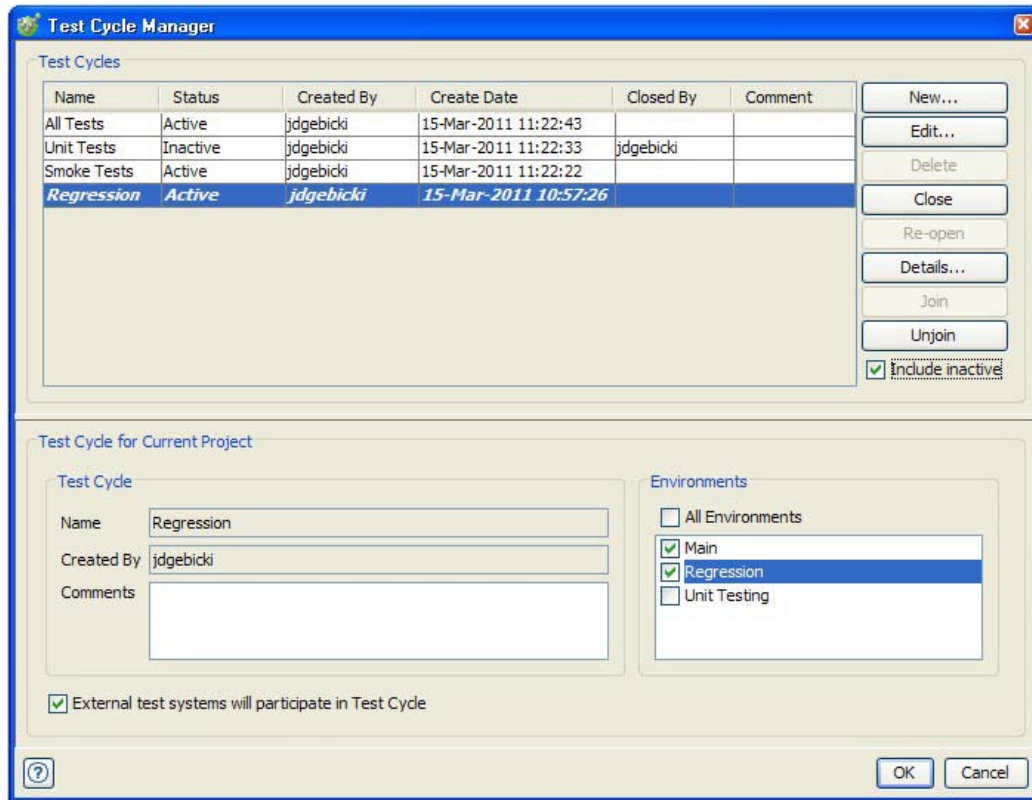 Test Cycle Manager
Test Cycles
Name Status Created By Create Date Closed By Comment
All Tests Active jdgebicki 15-Mar-2011 11:22:43
Unit Tests Inactive jdgebicki 15-Mar-2011 11:22:33 jdgebicki
Smoke Tests Active jdgebicki 15-Mar-2011 11:22:22
Regression Active jdgebicki 15-Mar-2011 10:57:26
New...
Edit...
Delete
Close
Re-open
Details...
Join
Unjoin
Include inactive
Test Cycle for Current Project
Test Cycle
Name Regression
Created By jdgebicki
Comments
Environments
All Environments
Main
Regression
Unit Testing
External test systems will participate in Test Cycle
?
OK Cancel